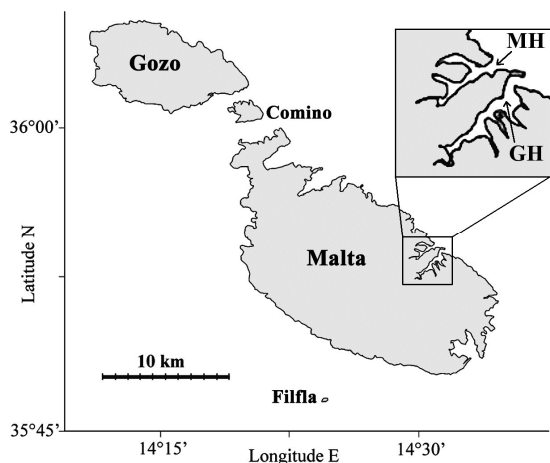 MH
Gozo
Comino
36°00'
GH
Latitude N
Malta
10 km
Filfla
35°45'
14°15'
14°30'
Longitude E